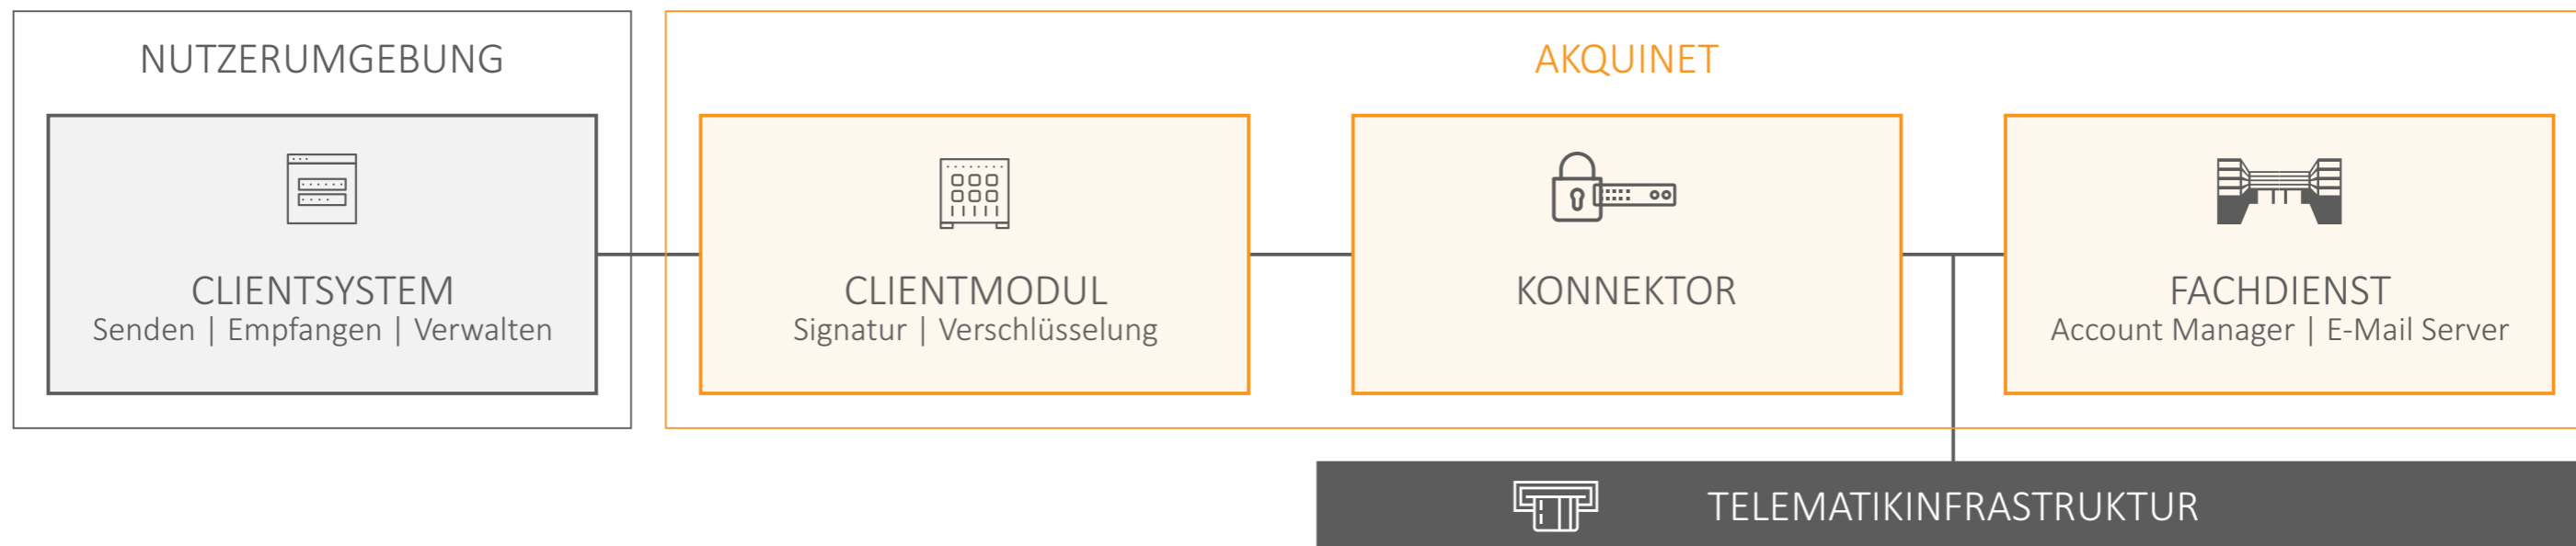 NUTZERUMGEBUNG
AKQUINET
CLIENTSYSTEM
Senden | Empfangen | Verwalten
CLIENTMODUL
Signatur | Verschlüsselung
KONNEKTOR
FACHDIENST
Account Manager | E-Mail Server
TELEMATIKINFRASTRUKTUR